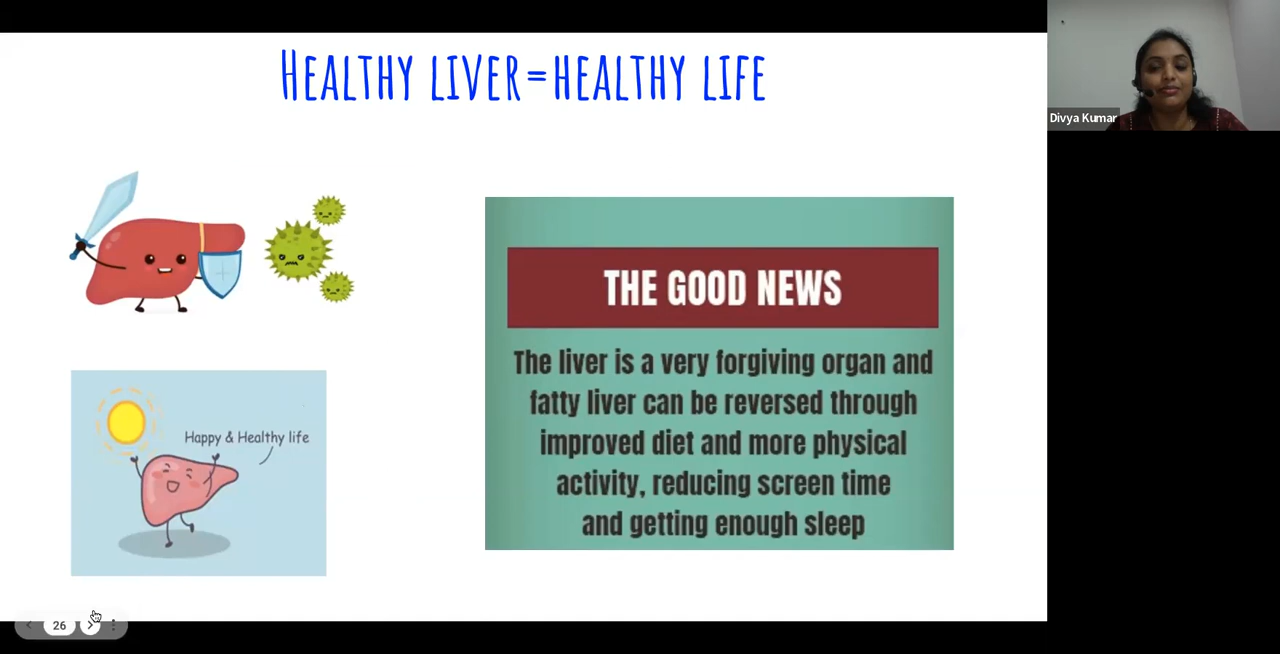 HEALTHY LIVER=HEALTHY LIFE
Divya Kumar
THE GOOD NEWS
The liver is a very forgiving organ and
fatty liver can be reversed through
improved diet and more physical
activity, reducing screen time
and getting enough sleep
Happy & Healthy life
26